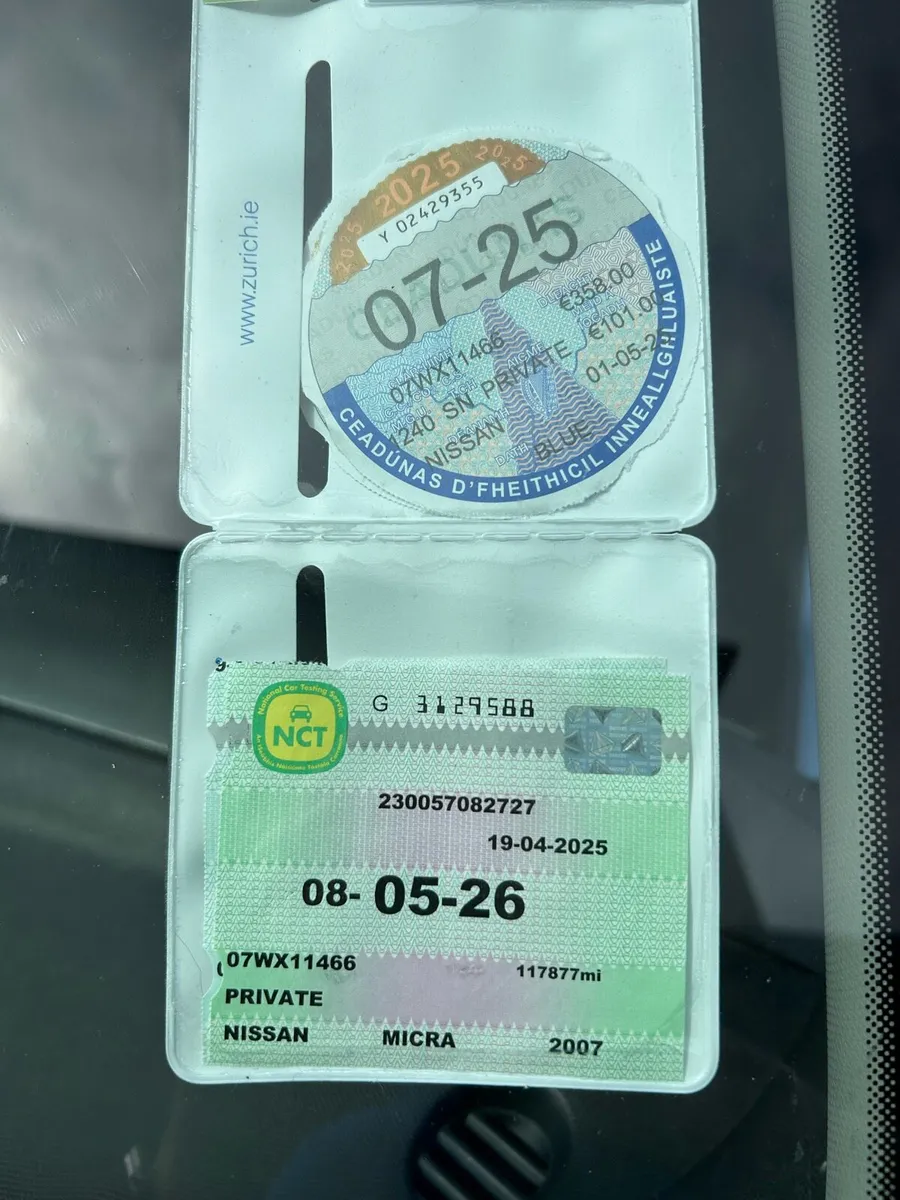 www.zurich.ie
2025 2025 2025
Y 02429355
07-25
€358.00
07WX11466 €101.00
1240 SN PRIVATE 01-05-2
NISSAN BLUE
DATH
CEADÚNAS D'FHEITHICIL INNEALLGHLUAISTE
National Car Testing Service
NCT
G 3129588
230057082727
19-04-2025
08-05-26
07WX11466 117877mi
PRIVATE
NISSAN MICRA 2007